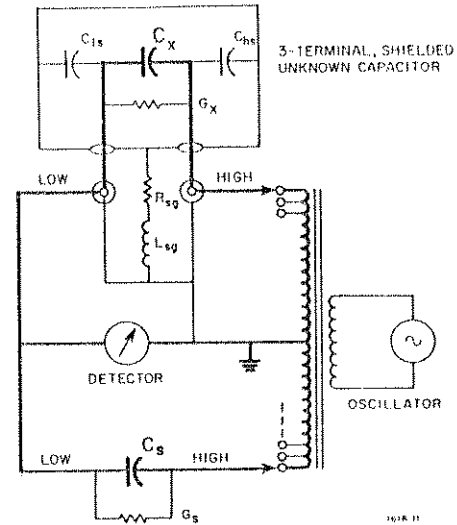 C1s
Cx
Chs
3-TERMINAL, SHIELDED
UNKNOWN CAPACITOR
Gx
LOW
HIGH
Rsg
Lsg
DETECTOR
OSCILLATOR
LOW
Cs
HIGH
Gs